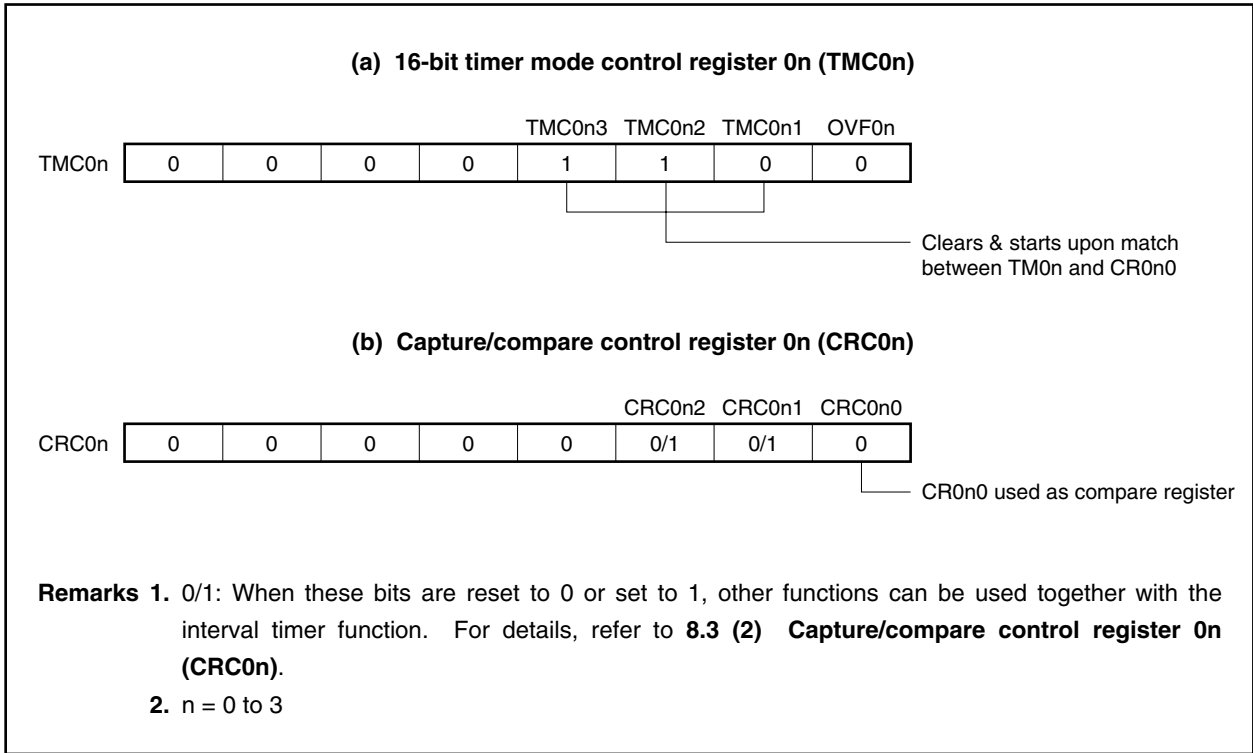 (a) 16-bit timer mode control register 0n (TMC0n)
TMC0n3 TMC0n2 TMC0n1 OVF0n
TMC0n 0 0 0 0 1 1 0 0
Clears & starts upon match
between TM0n and CR0n0
(b) Capture/compare control register 0n (CRC0n)
CRC0n2 CRC0n1 CRC0n0
CRC0n 0 0 0 0 0 0/1 0/1 0
CR0n0 used as compare register
Remarks 1. 0/1: When these bits are reset to 0 or set to 1, other functions can be used together with the
interval timer function. For details, refer to 8.3 (2) Capture/compare control register 0n
(CRC0n).
2. n = 0 to 3